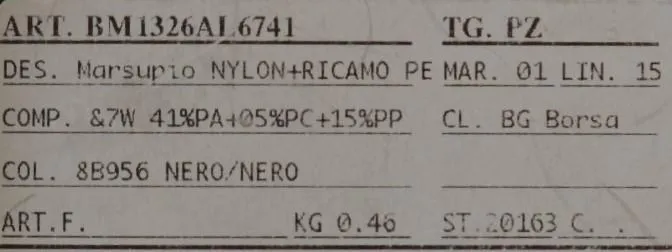 ART. BM1326AL6741 TG. PZ
DES. Marsupio NYLON+RICAMO PE MAR. 01 LIN. 15
COMP. &7W 41%PA+05%PC+15%PP CL. BG Borsa
COL. 8B956 NERO/NERO
ART.F. KG 0.46 ST.20163 C. .